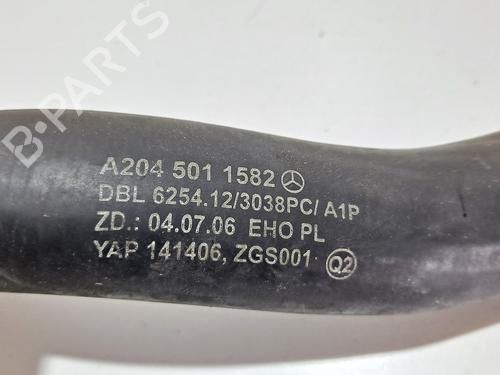 B-PARTS
A204 501 1582
DBL 6254.12/3038PC/A1P
ZD.: 04.07.06 EHO PL
YAP 141406, ZGS001 Q2
B-PARTS